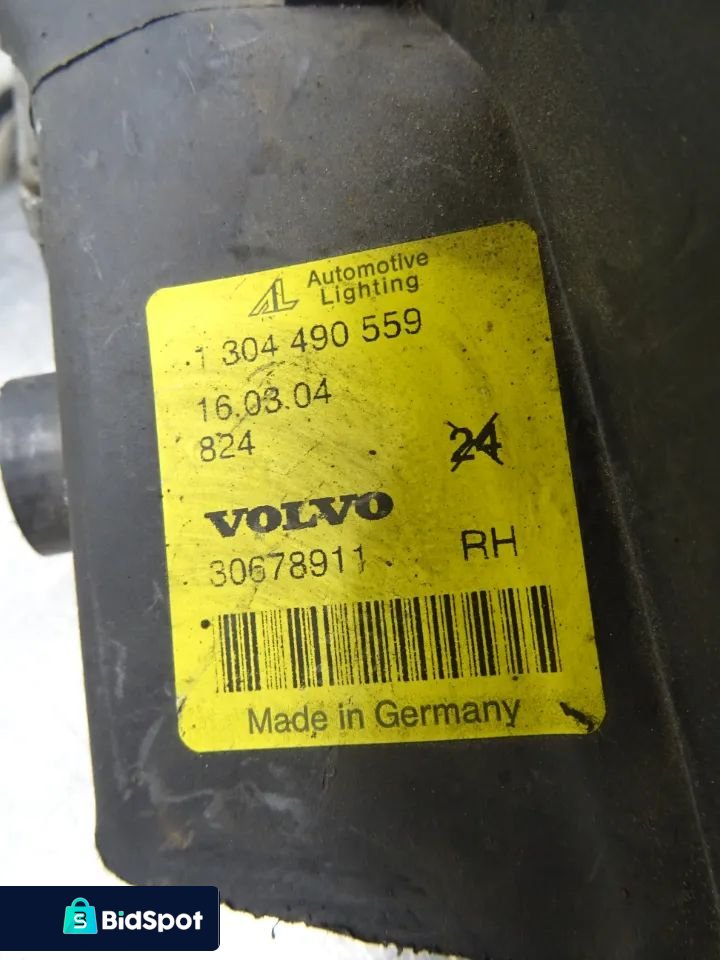 Automotive
Lighting
1 304 490 559
16.03.04
824
24
VOLVO
30678911 RH
Made in Germany
BidSpot